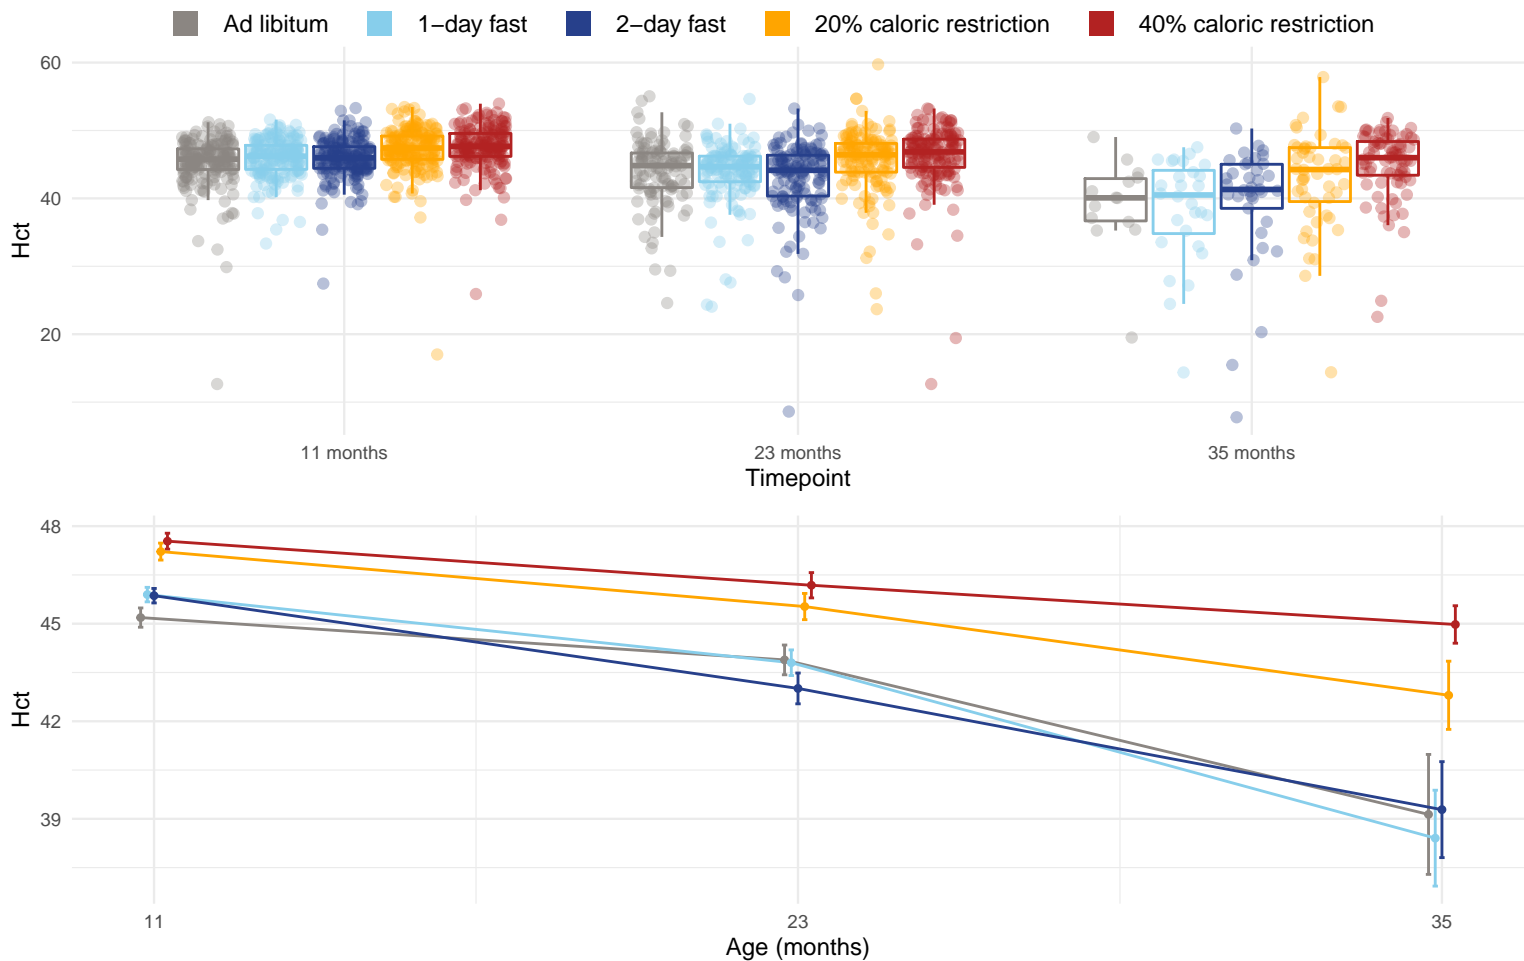 Ad libitum 1−day fast 2−day fast 20% caloric restriction 40% caloric restriction
60
40
20
Hct
11 months 23 months 35 months
Timepoint
48
45
42
39
Hct
11 23 35
Age (months)